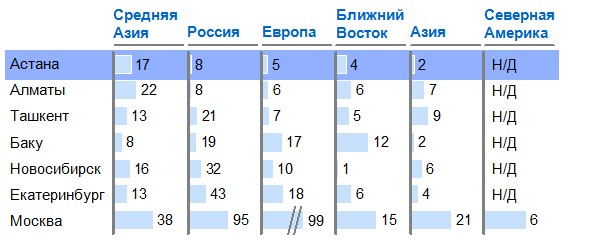 Средняя Азия Россия Европа Ближний Восток Азия Северная Америка
Астана 17 8 5 4 2 Н/Д
Алматы 22 8 6 6 7 Н/Д
Ташкент 13 21 7 5 9 Н/Д
Баку 8 19 17 12 2 Н/Д
Новосибирск 16 32 10 1 6 Н/Д
Екатеринбург 13 43 18 6 4 Н/Д
Москва 38 95 99 15 21 6